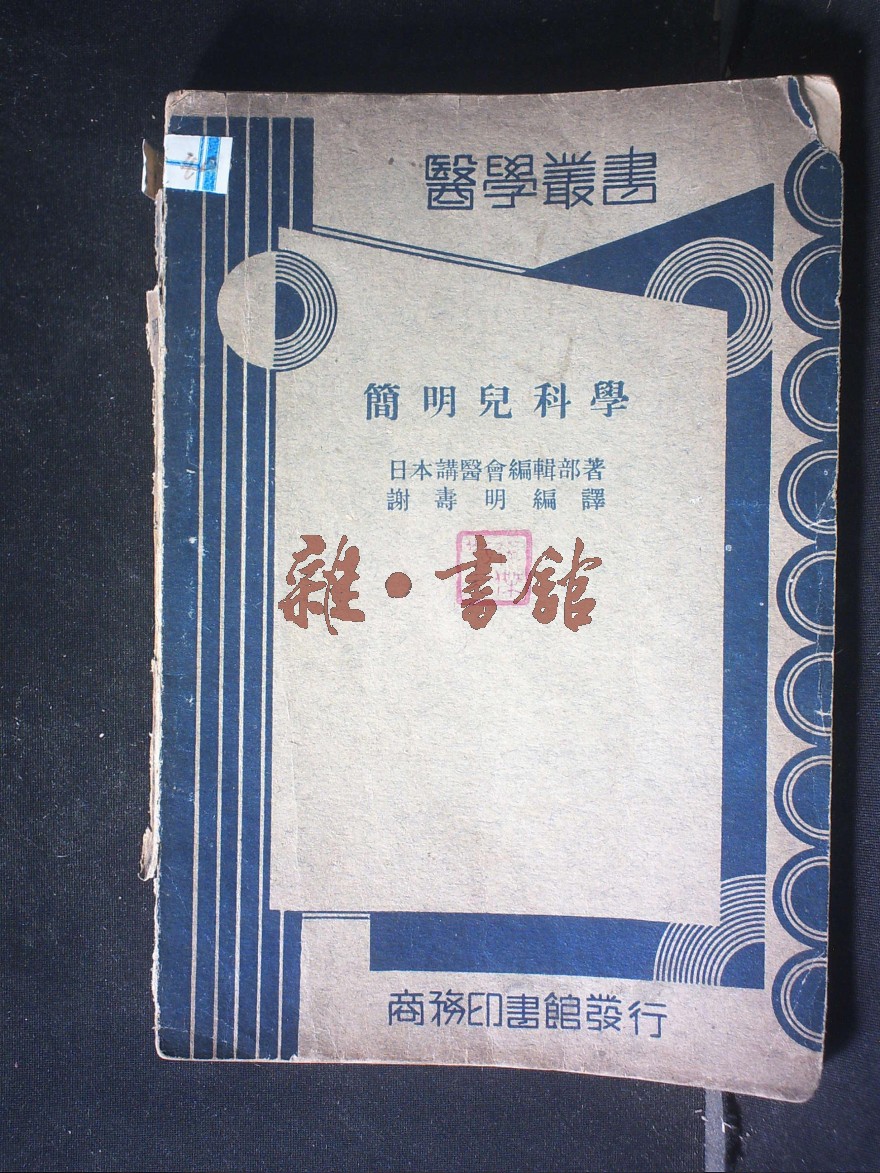 醫學叢書
簡明兒科學
日本講醫會編輯部著
謝壽明編譯
雜·書館
商務印書館發行